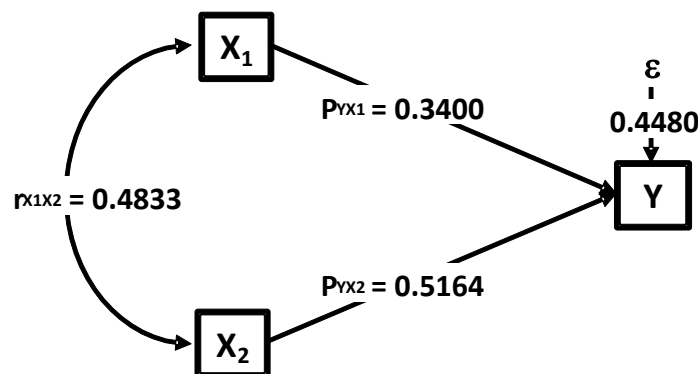 X₁
ε
PYX1 = 0.3400
0.4480
rX1X2 = 0.4833
Y
PYX2 = 0.5164
X₂